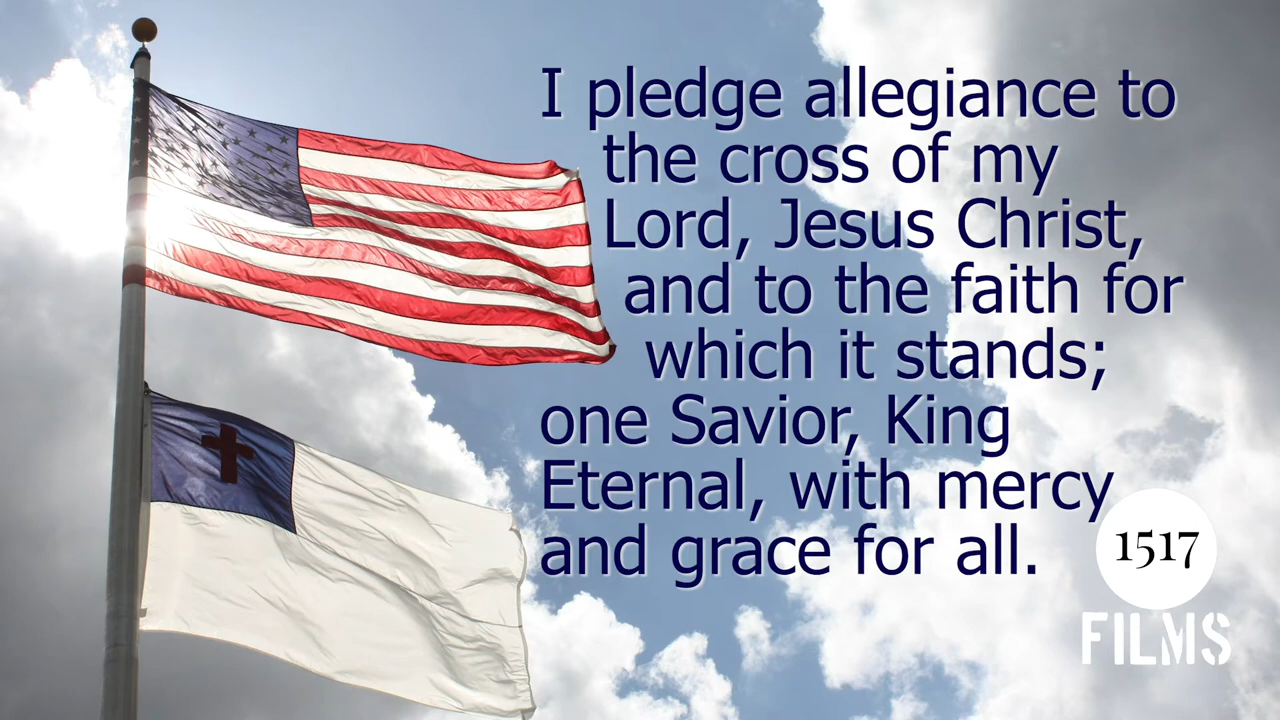 I pledge allegiance to
the cross of my
Lord, Jesus Christ,
and to the faith for
which it stands;
one Savior, King
Eternal, with mercy
and grace for all.
1517
FILMS